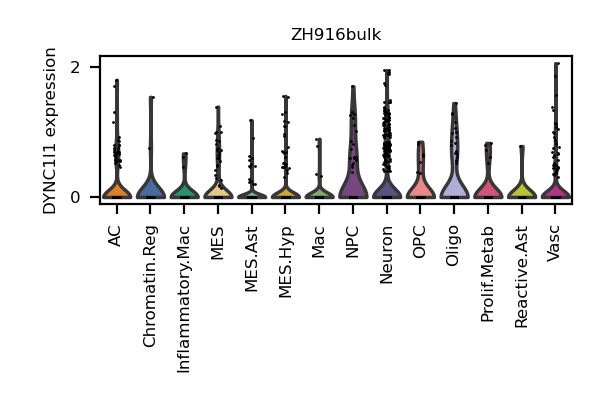 ZH916bulk
DYNC1I1 expression
2
0
AC
Chromatin.Reg
Inflammatory.Mac
MES
MES.Ast
MES.Hyp
Mac
NPC
Neuron
OPC
Oligo
Prolif.Metab
Reactive.Ast
Vasc